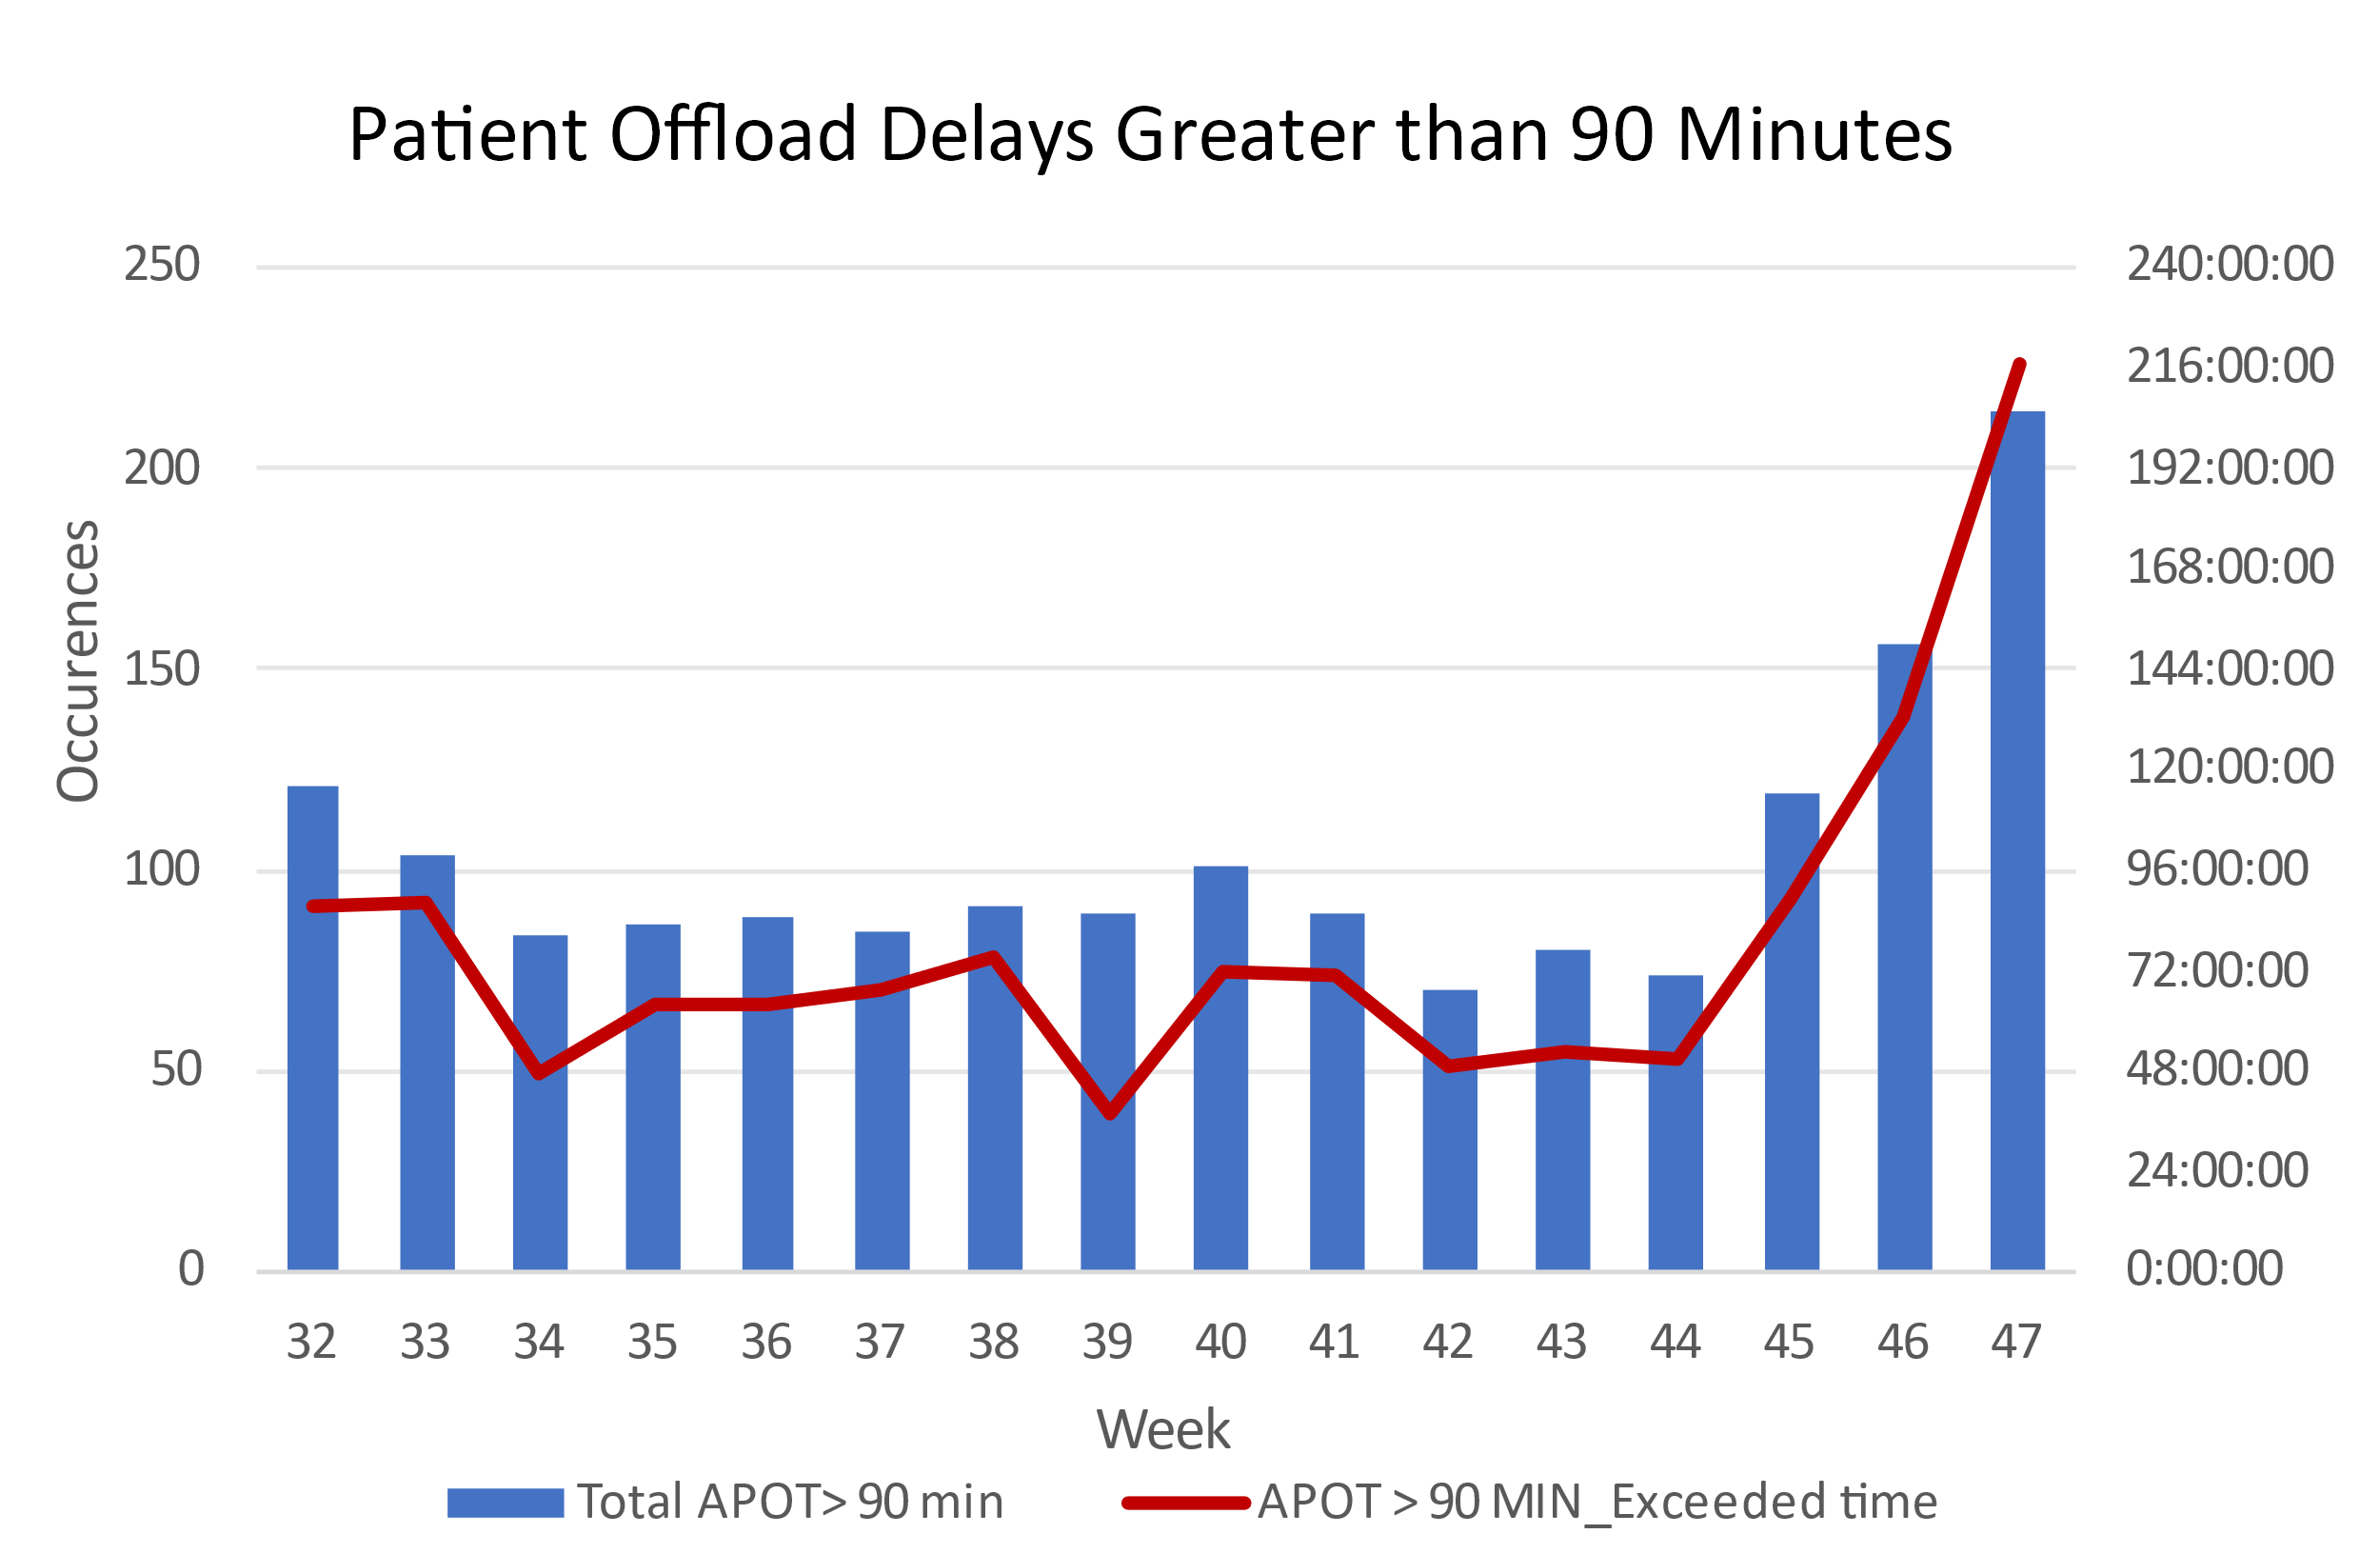 Patient Offload Delays Greater than 90 Minutes
250
200
150
100
50
0
Occurences
240:00:00
216:00:00
192:00:00
168:00:00
144:00:00
120:00:00
96:00:00
72:00:00
48:00:00
24:00:00
0:00:00
32 33 34 35 36 37 38 39 40 41 42 43 44 45 46 47
Week
Total APOT> 90 min
APOT > 90 MIN_Exceeded time